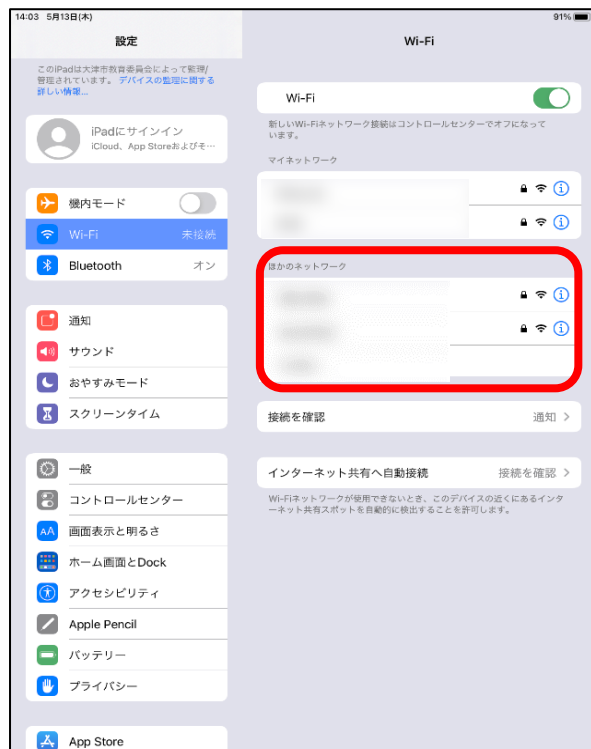 14:03 5月13日(木)
91%
設定
このiPadは大津市教育委員会によって監理/
管理されています。デバイスの監理に関する
詳しい情報...
iPadにサインイン
iCloud、App Storeおよびそ…
機内モード
Wi-Fi 未接続
Bluetooth オン
通知
サウンド
おやすみモード
スクリーンタイム
一般
コントロールセンター
AA 画面表示と明るさ
ホーム画面とDock
アクセシビリティ
Apple Pencil
バッテリー
プライバシー
App Store
Wi-Fi
Wi-Fi
新しいWi-Fiネットワーク接続はコントロールセンターでオフになって
います。
マイネットワーク
ほかのネットワーク
接続を確認 通知
インターネット共有へ自動接続 接続を確認
Wi-Fiネットワークが使用できないとき、このデバイスの近くにあるインタ
ーネット共有スポットを自動的に検出することを許可します。